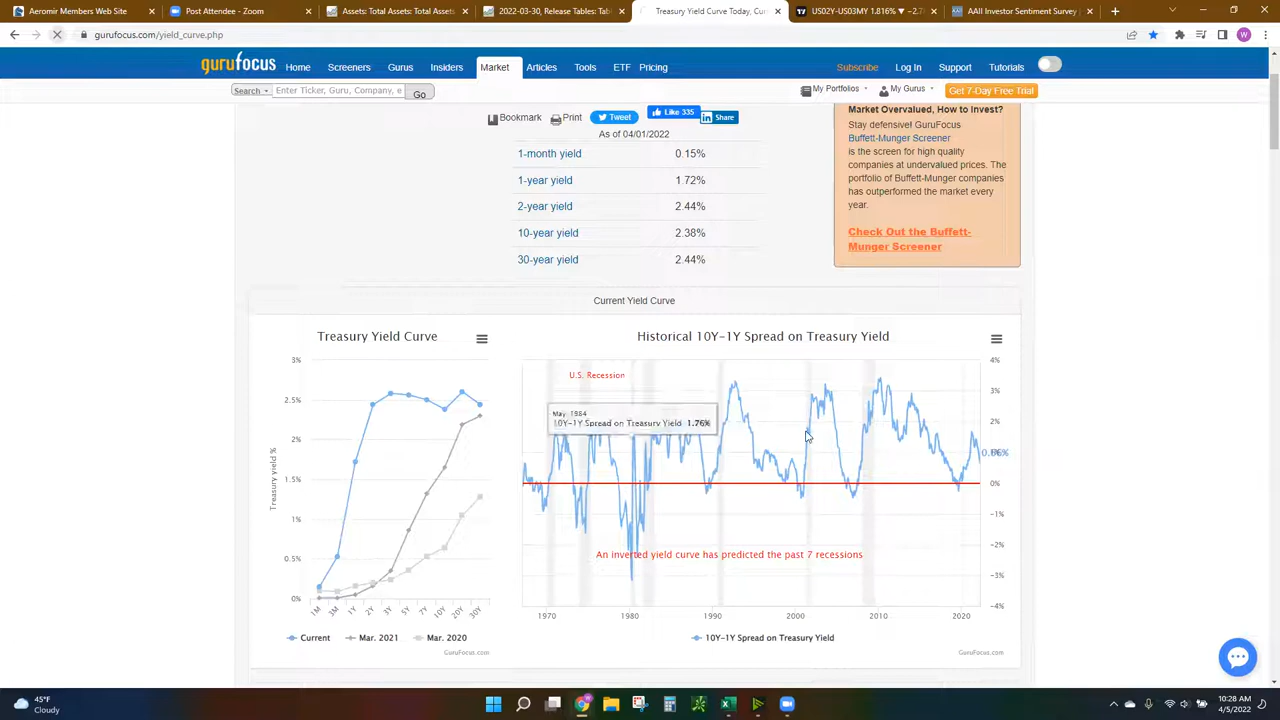 Aeromir Members Web Site
Post Attendee - Zoom
Assets: Total Assets: Total Assets
2022-03-30, Release Tables: Tabl
Treasury Yield Curve Today, Cur
US02Y-US03MY 1.816% ▼ −2.7
AAII Investor Sentiment Survey
gurufocus.com/yield_curve.php
W
gurufocus
Home
Screeners
Gurus
Insiders
Market
Articles
Tools
ETF
Pricing
Subscribe
Log In
Support
Tutorials
Search
Enter Ticker, Guru, Company, e
Go
My Portfolios
My Gurus
Get 7-Day Free Trial
Bookmark
Print
Tweet
Like 335
Share
As of 04/01/2022
1-month yield 0.15%
1-year yield 1.72%
2-year yield 2.44%
10-year yield 2.38%
30-year yield 2.44%
Market Overvalued, How to Invest?
Stay defensive! GuruFocus
Buffett-Munger Screener
is the screen for high quality
companies at undervalued prices. The
portfolio of Buffett-Munger companies
has outperformed the market every
year.
Check Out the Buffett-
Munger Screener
Current Yield Curve
Treasury Yield Curve
3%
2.5%
2%
1.5%
1%
0.5%
0%
Treasury yield %
1M
3M
1Y
2Y
3Y
5Y
7Y
10Y
20Y
30Y
Current
Mar. 2021
Mar. 2020
GuruFocus.com
Historical 10Y-1Y Spread on Treasury Yield
U.S. Recession
May, 1984
10Y-1Y Spread on Treasury Yield 1.76%
4%
3%
2%
0%
-1%
-2%
-3%
-4%
An inverted yield curve has predicted the past 7 recessions
1970
1980
1990
2000
2010
2020
10Y-1Y Spread on Treasury Yield
GuruFocus.com
45°F
Cloudy
10:28 AM
4/5/2022